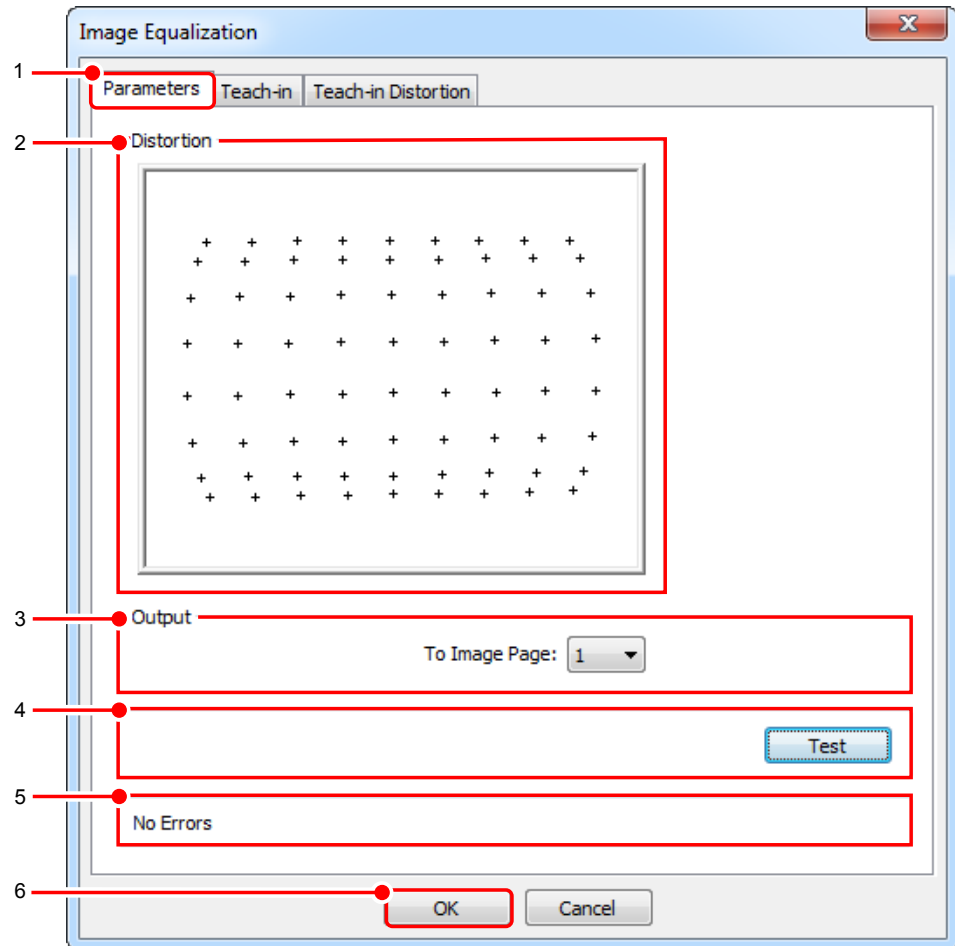 Image Equalization
1
Parameters Teach-in Teach-in Distortion
2
Distortion
3
Output
To Image Page: 1
4
Test
5
No Errors
6
OK Cancel